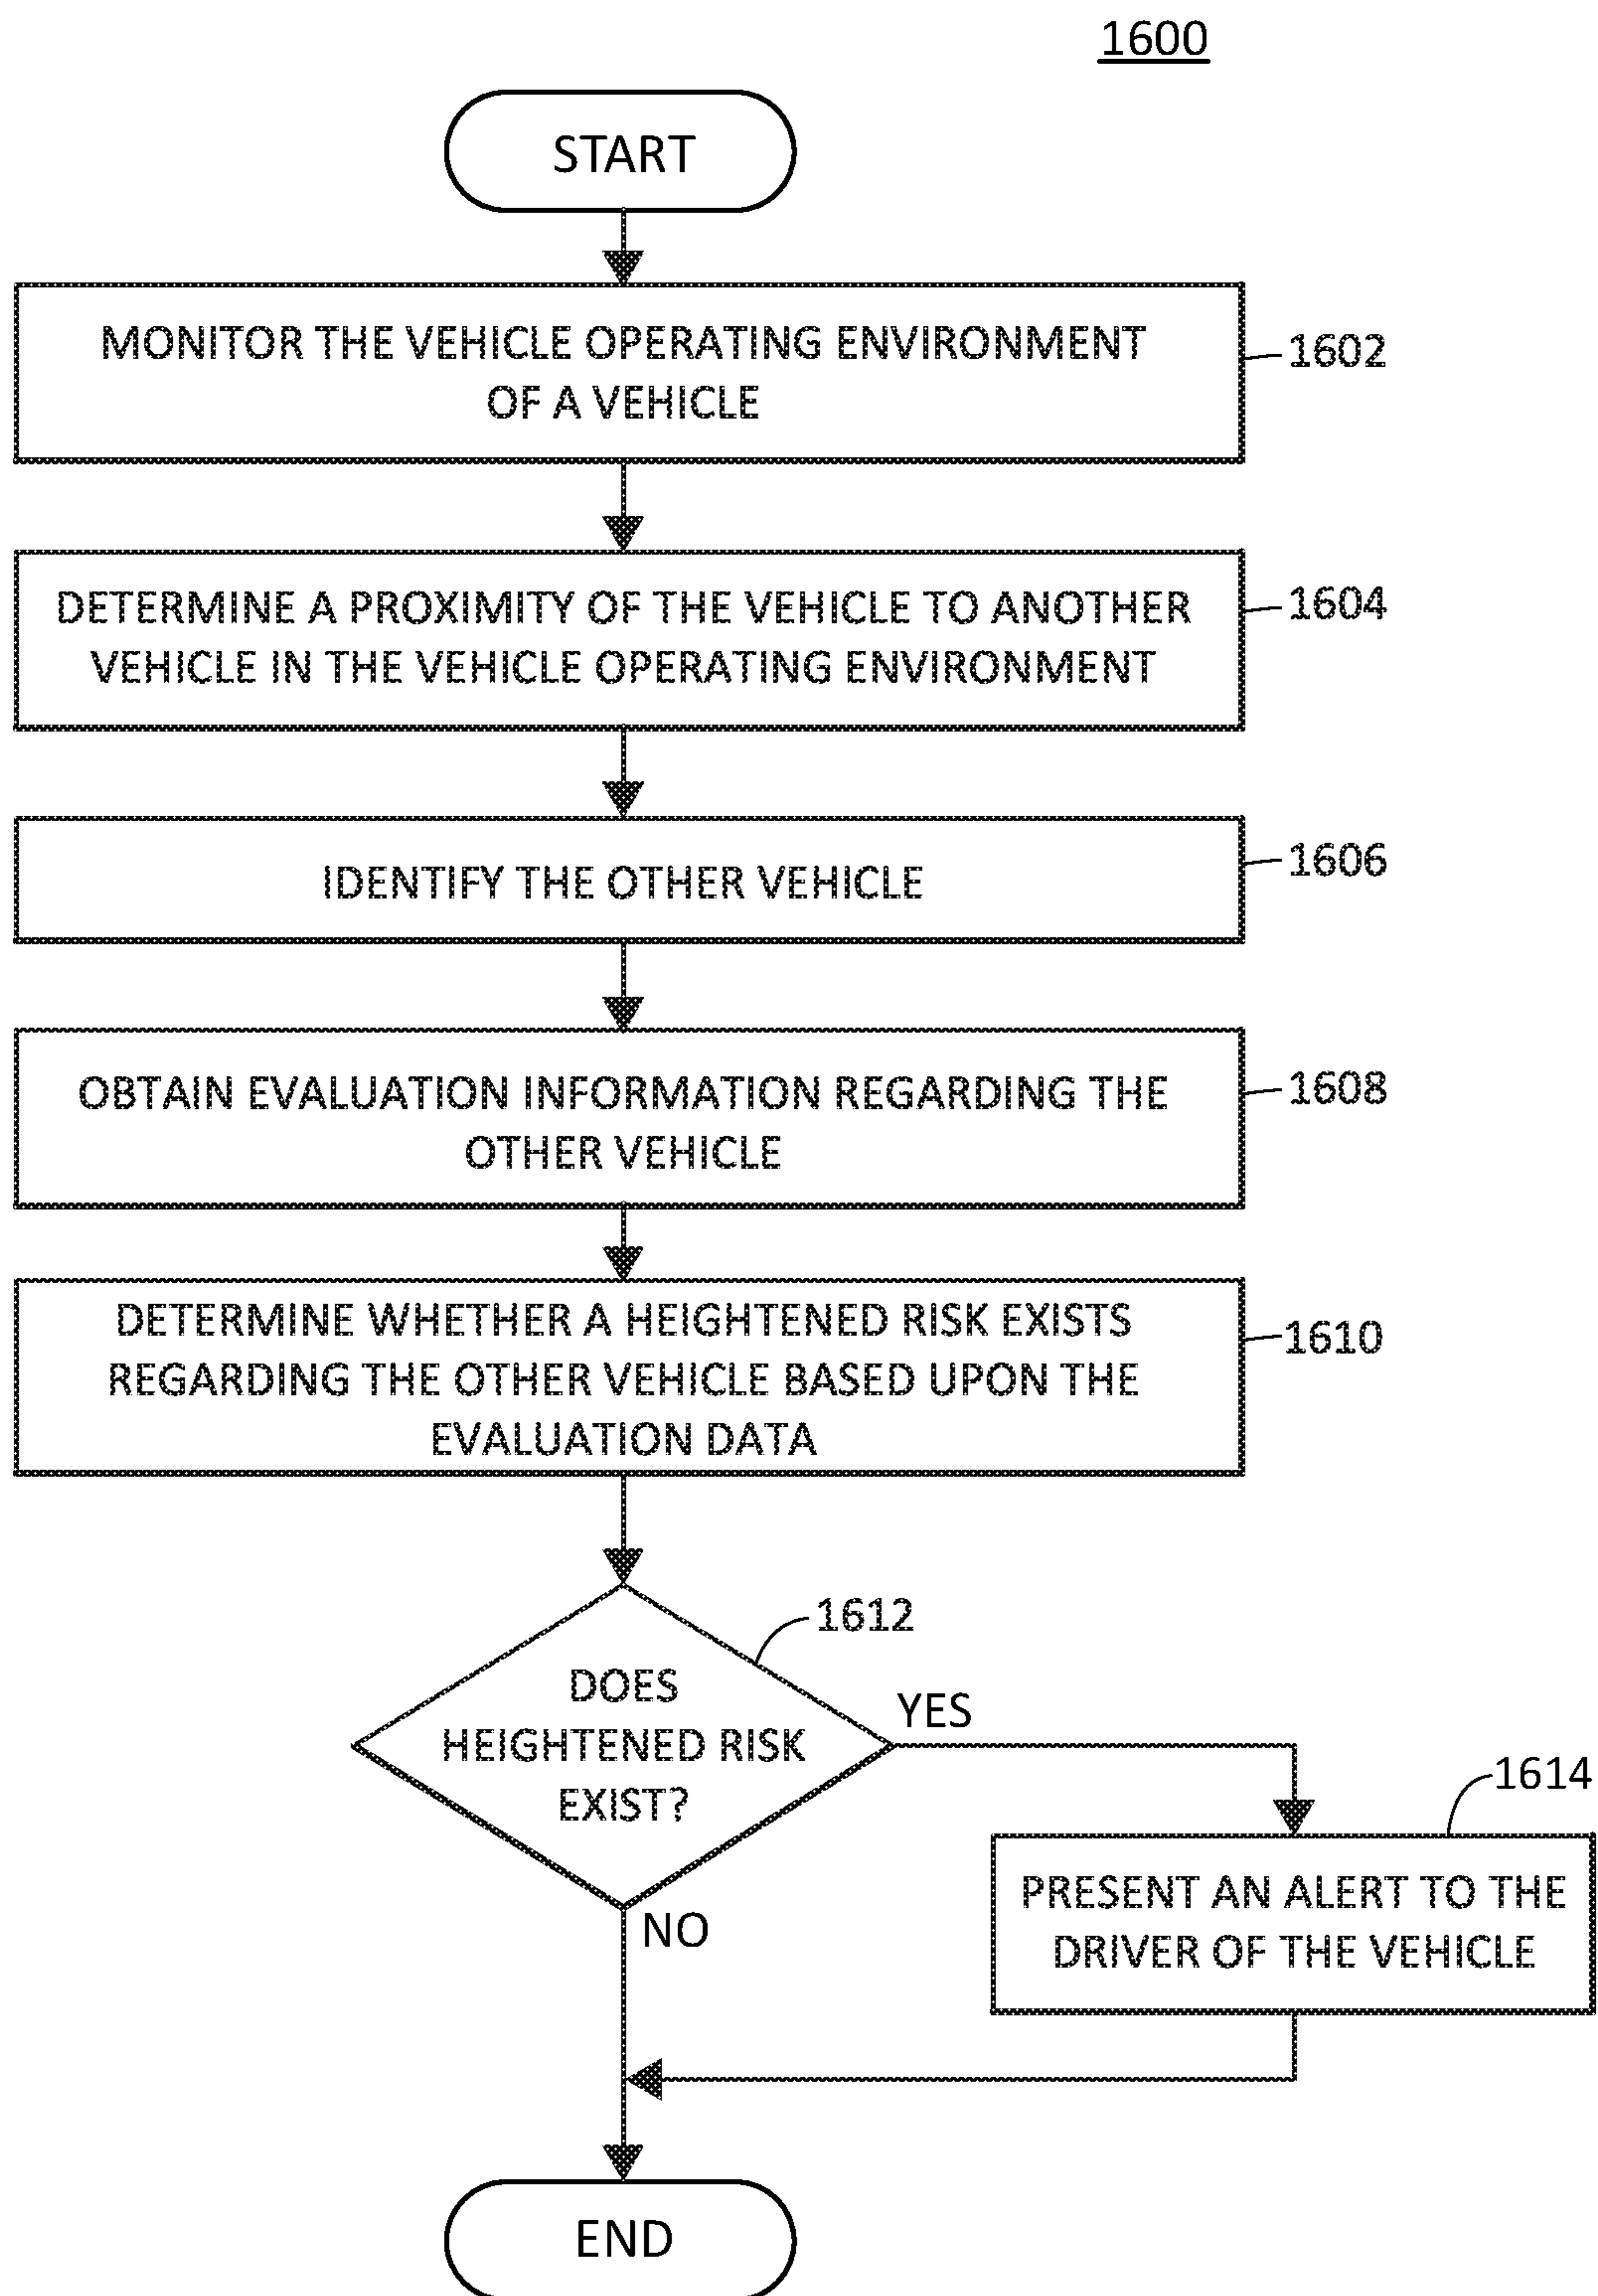 1600
START
MONITOR THE VEHICLE OPERATING ENVIRONMENT
OF A VEHICLE
1602
DETERMINE A PROXIMITY OF THE VEHICLE TO ANOTHER
VEHICLE IN THE VEHICLE OPERATING ENVIRONMENT
1604
IDENTIFY THE OTHER VEHICLE
1606
OBTAIN EVALUATION INFORMATION REGARDING THE
OTHER VEHICLE
1608
DETERMINE WHETHER A HEIGHTENED RISK EXISTS
REGARDING THE OTHER VEHICLE BASED UPON THE
EVALUATION DATA
1610
1612
DOES
HEIGHTENED RISK
EXIST?
YES
NO
1614
PRESENT AN ALERT TO THE
DRIVER OF THE VEHICLE
END